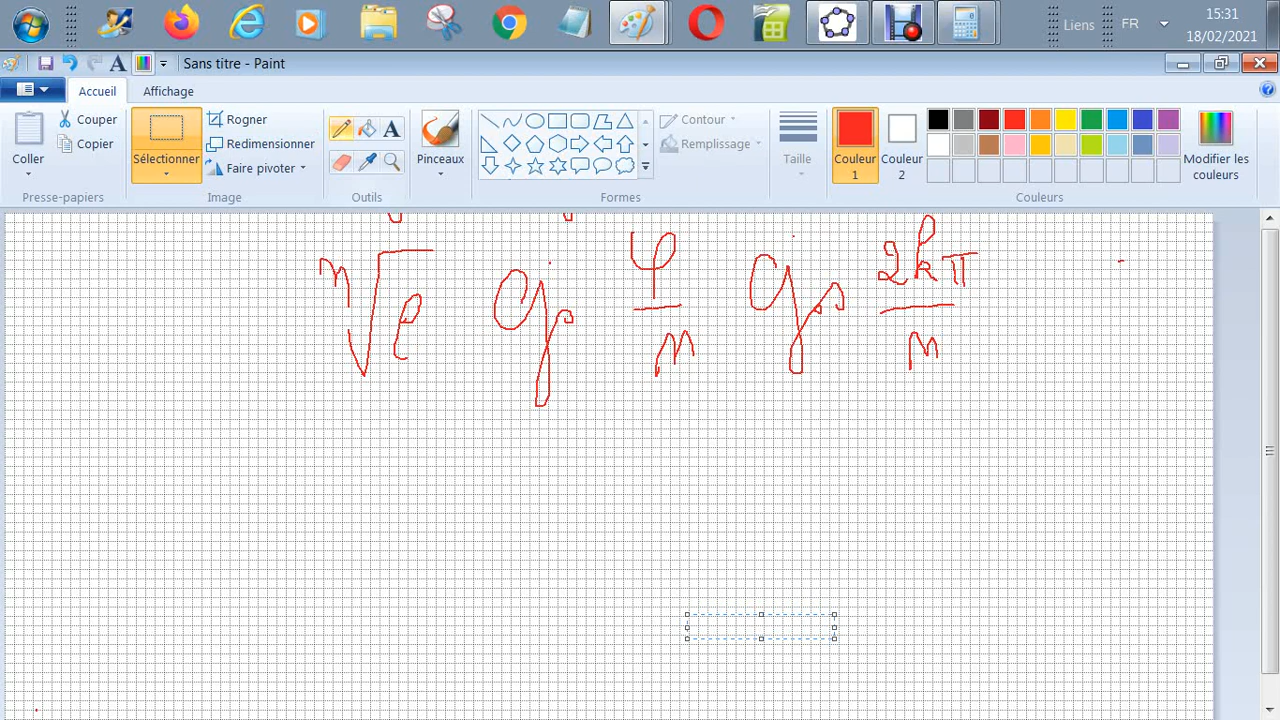 15:31
Liens FR
18/02/2021
Sans titre - Paint
Accueil Affichage
Coller
Couper
Copier
Presse-papiers
Sélectionner
Rogner
Redimensionner
Faire pivoter
Image
Outils
Pinceaux
Contour
Remplissage
Formes
Taille
Couleur
1
Couleur
2
Modifier les
couleurs
Couleurs
n√ρ cjs φ/n cjs 2kπ/n